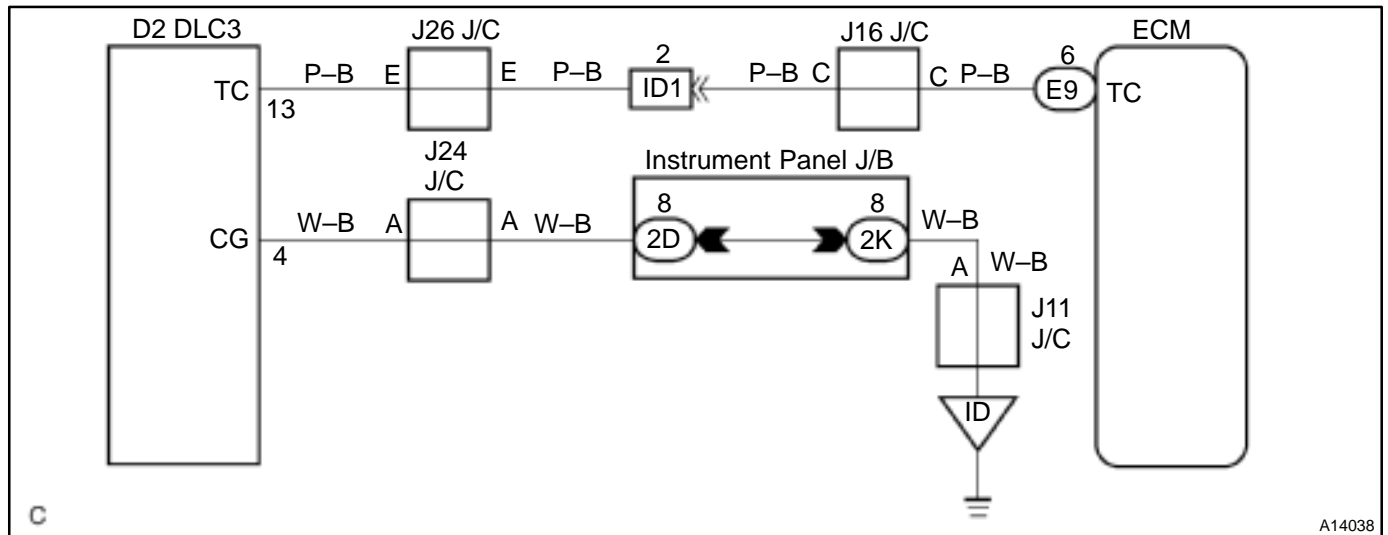 D2 DLC3
J26 J/C
2
J16 J/C
ECM
6
TC
P–B
E
E
P–B
ID1
P–B
C
C
P–B
E9
TC
13
J24
J/C
Instrument Panel J/B
8
8
CG
W–B
A
A
W–B
2D
2K
W–B
4
A
W–B
J11
J/C
ID
C
A14038